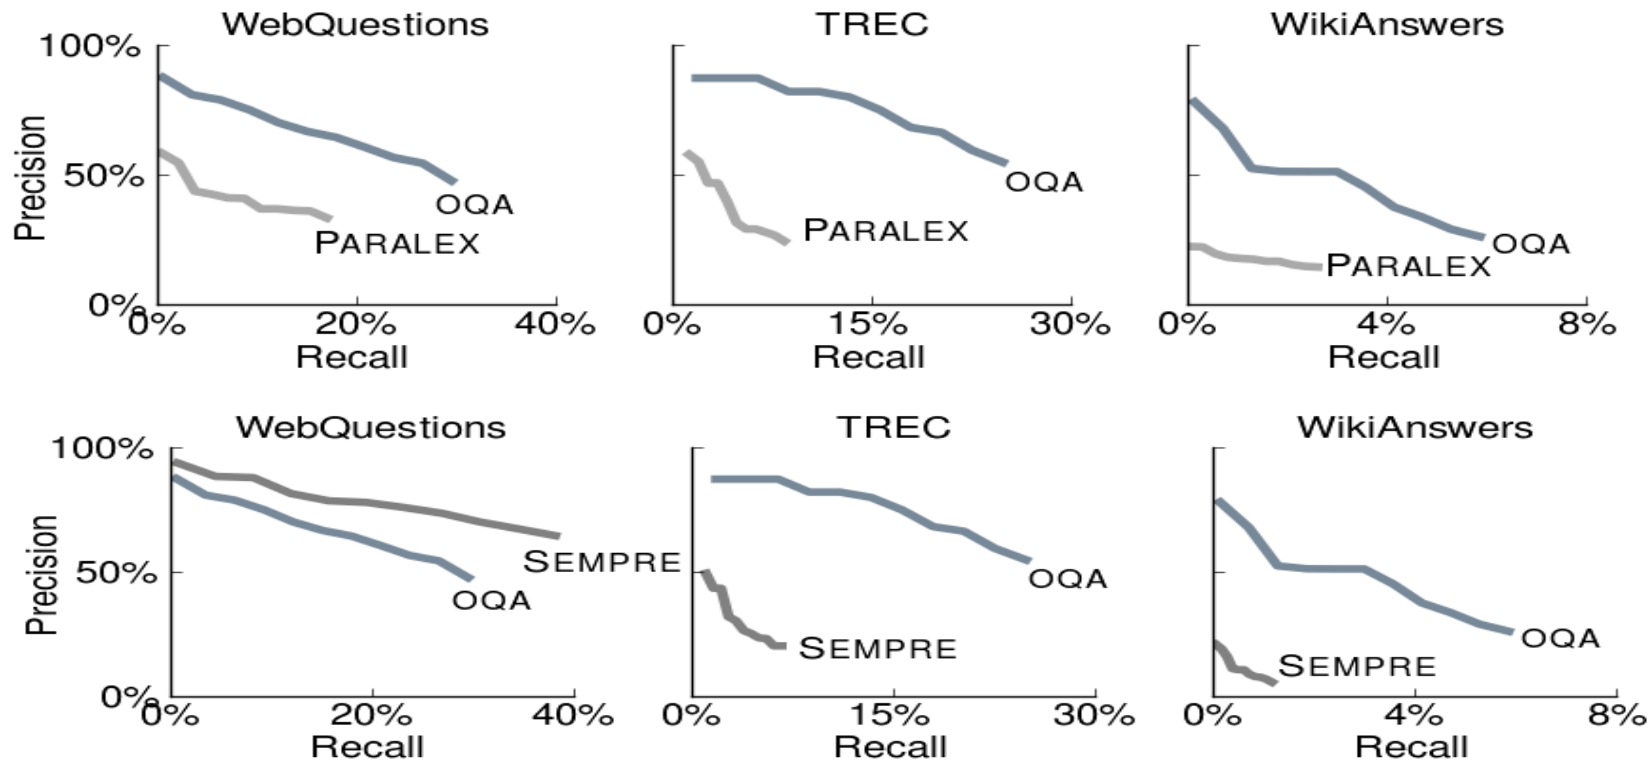 WebQuestions
TREC
WikiAnswers
Precision
100%
50%
0%
OQA
PARALEX
0%
20%
40%
Recall
OQA
PARALEX
0%
15%
30%
Recall
OQA
PARALEX
0%
4%
8%
Recall
WebQuestions
TREC
WikiAnswers
Precision
100%
50%
0%
SEMPRE
OQA
0%
20%
40%
Recall
OQA
SEMPRE
0%
15%
30%
Recall
OQA
SEMPRE
0%
4%
8%
Recall